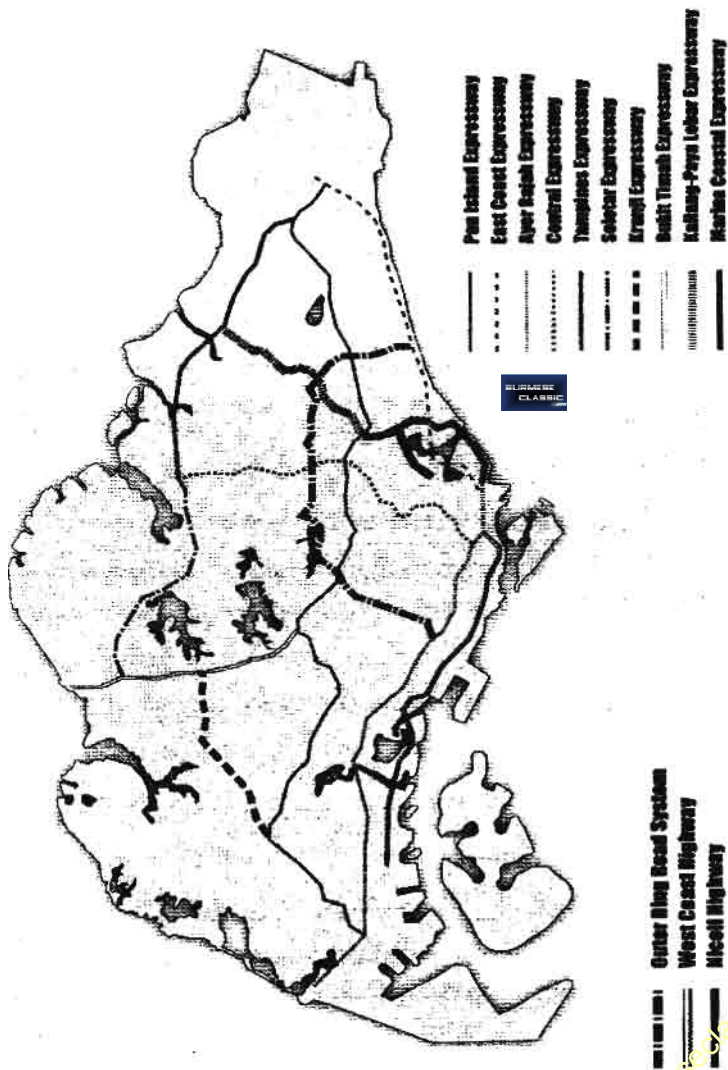 Pan Island Expressway
East Coast Expressway
Ayer Rajah Expressway
Central Expressway
Tampines Expressway
Seletar Expressway
Kranji Expressway
Bukit Timah Expressway
Kallang-Paya Lebar Expressway
Marina Coastal Expressway
Outer Ring Road System
West Coast Highway
Nicoll Highway
BURMESE
CLASSIC